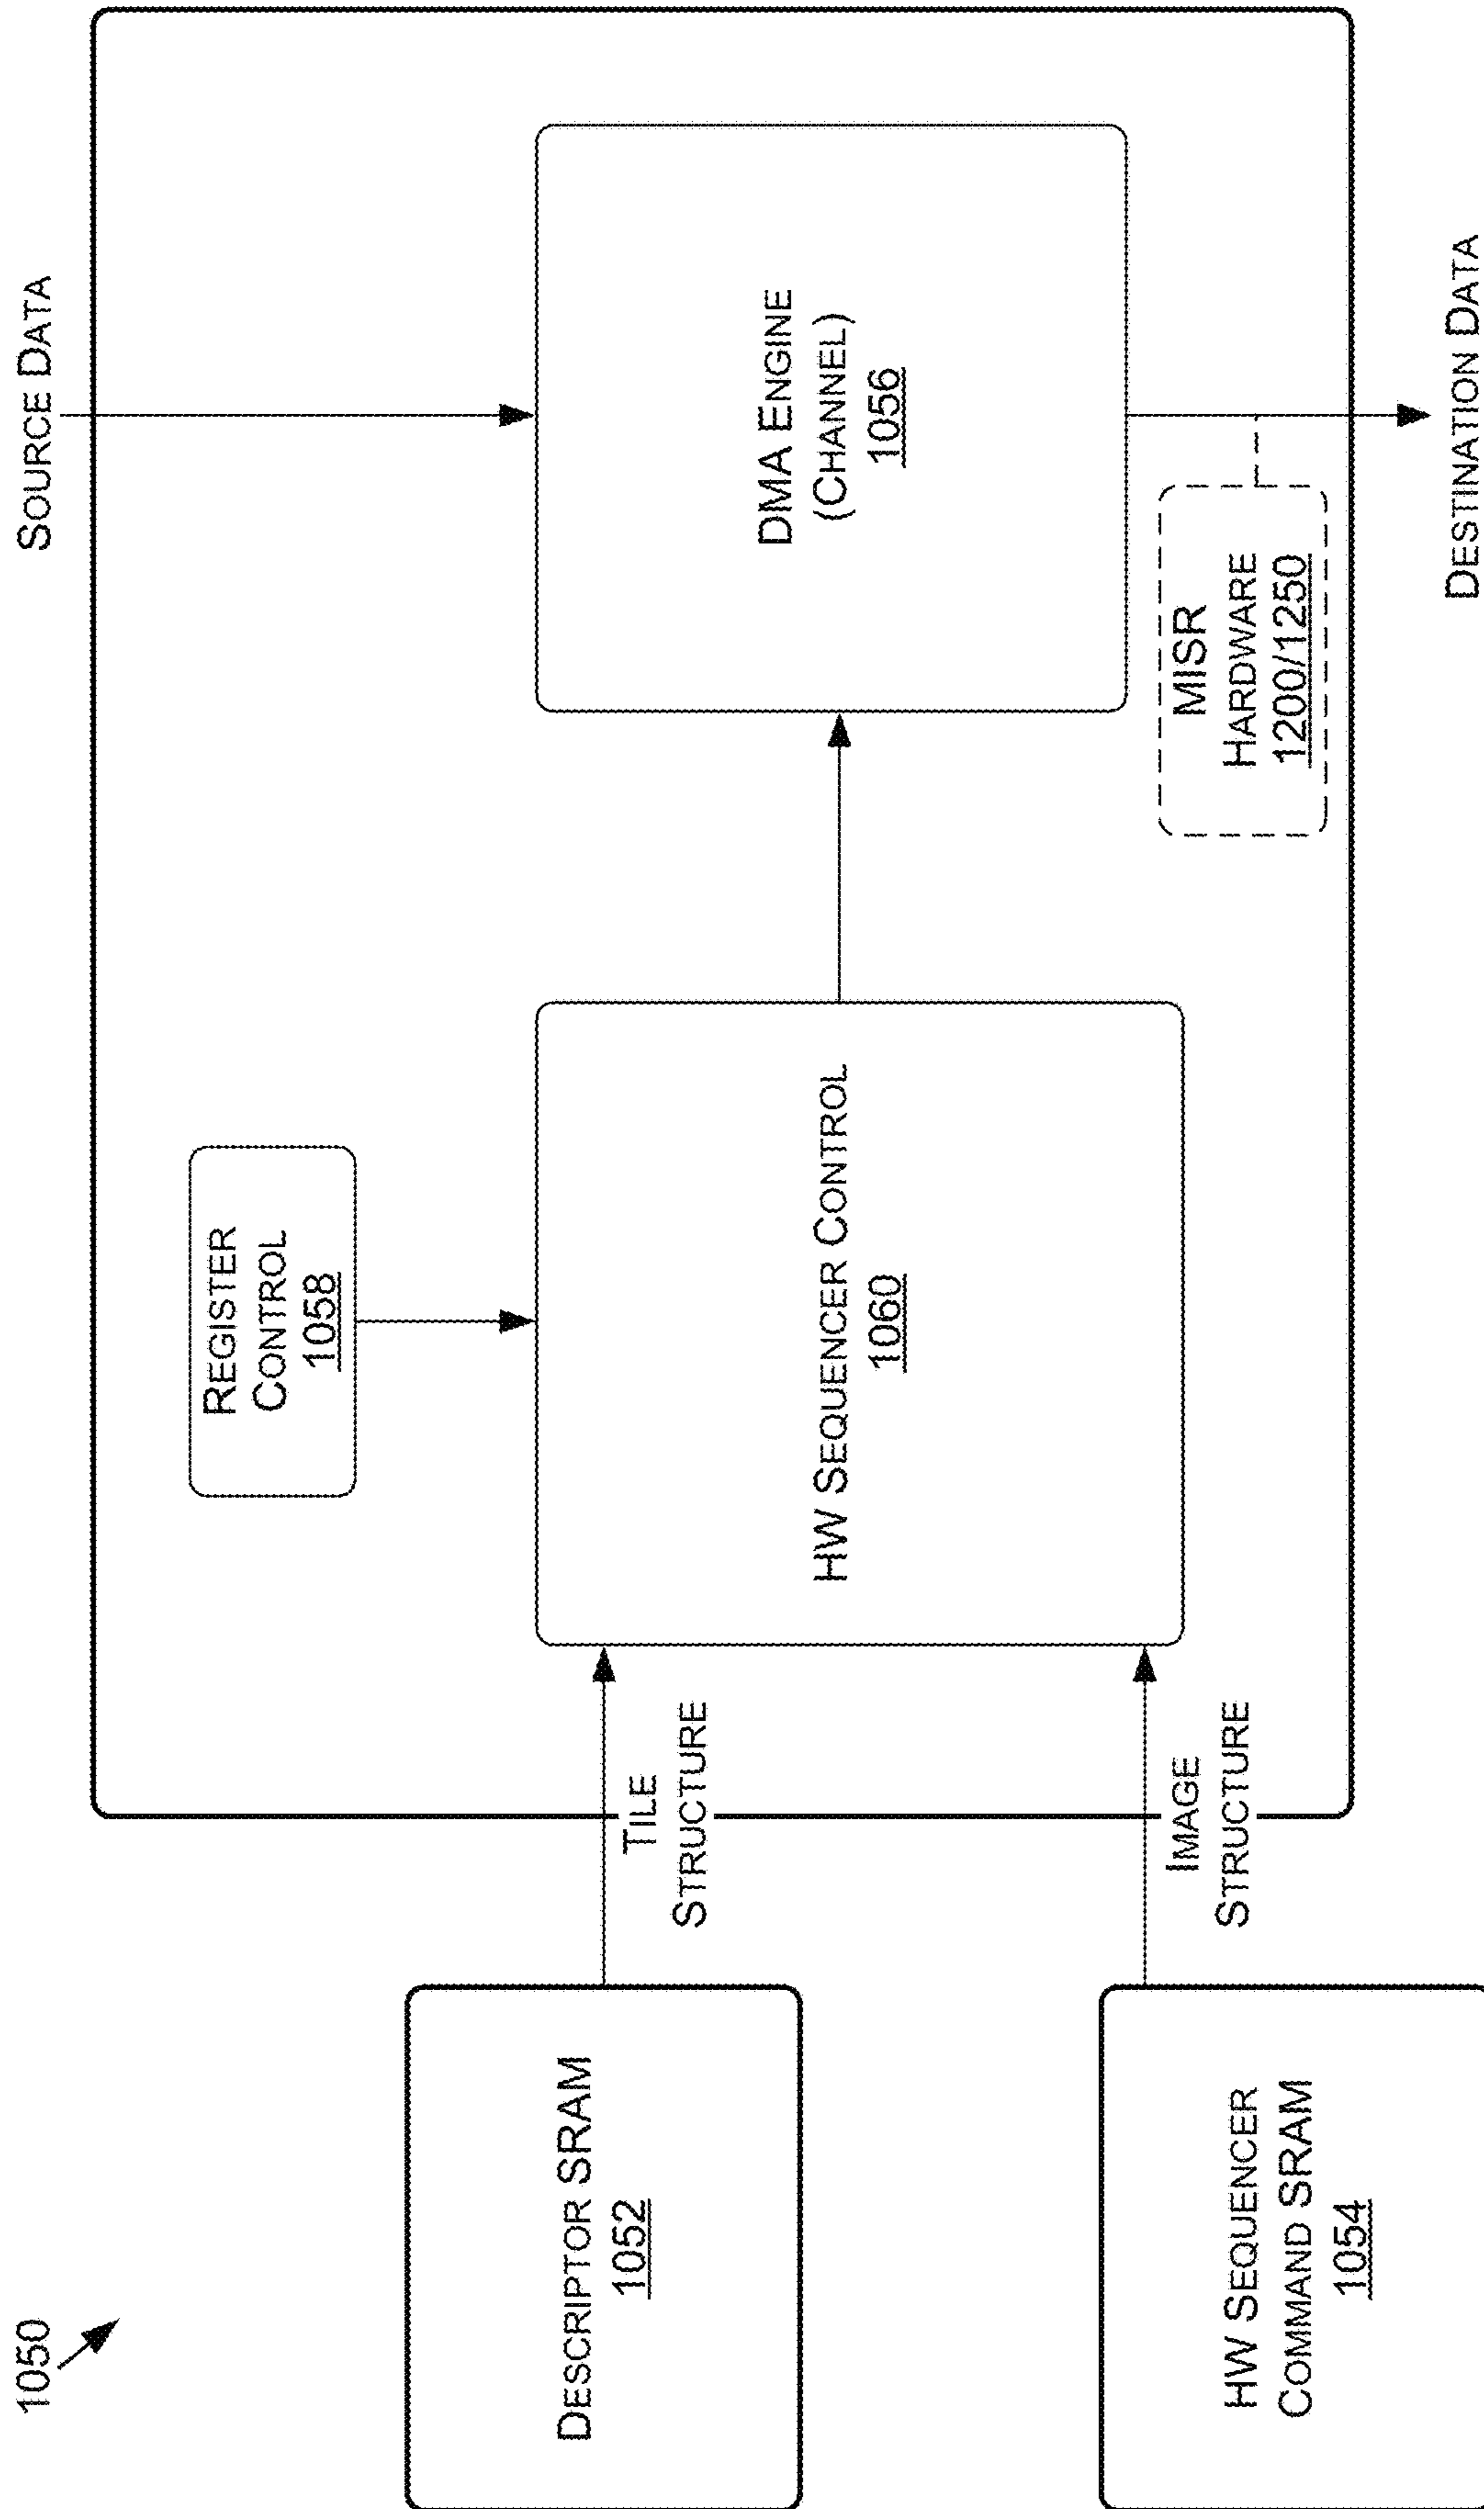 1050
SOURCE DATA
REGISTER
CONTROL
1058
DESCRIPTOR SRAM
1052
TILE
STRUCTURE
HW SEQUENCER CONTROL
1060
DMA ENGINE
(CHANNEL)
1056
HW SEQUENCER
COMMAND SRAM
1054
IMAGE
STRUCTURE
MISR
HARDWARE
1200/1250
DESTINATION DATA